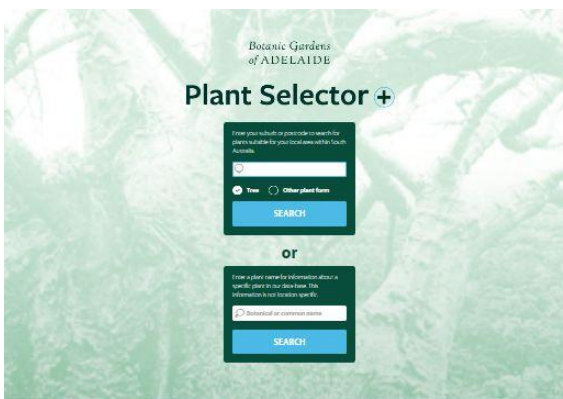 Botanic Gardens
of ADELAIDE
Plant Selector +
Enter your suburb or postcode to search for
plants suitable for your local area within South
Australia.
Tree Other plant form
SEARCH
or
Enter a plant name for information about a
specific plant in our data base. This
information is not location specific.
Botanical or common name
SEARCH